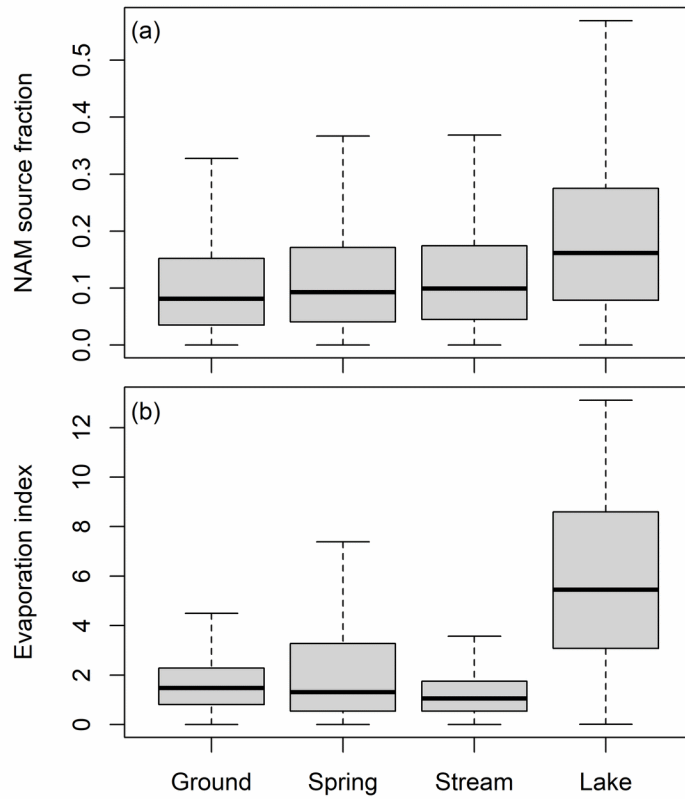 (a)
NAM source fraction
0.5
0.4
0.3
0.2
0.1
0.0
(b)
Evaporation index
12
10
8
6
4
2
0
Ground Spring Stream Lake